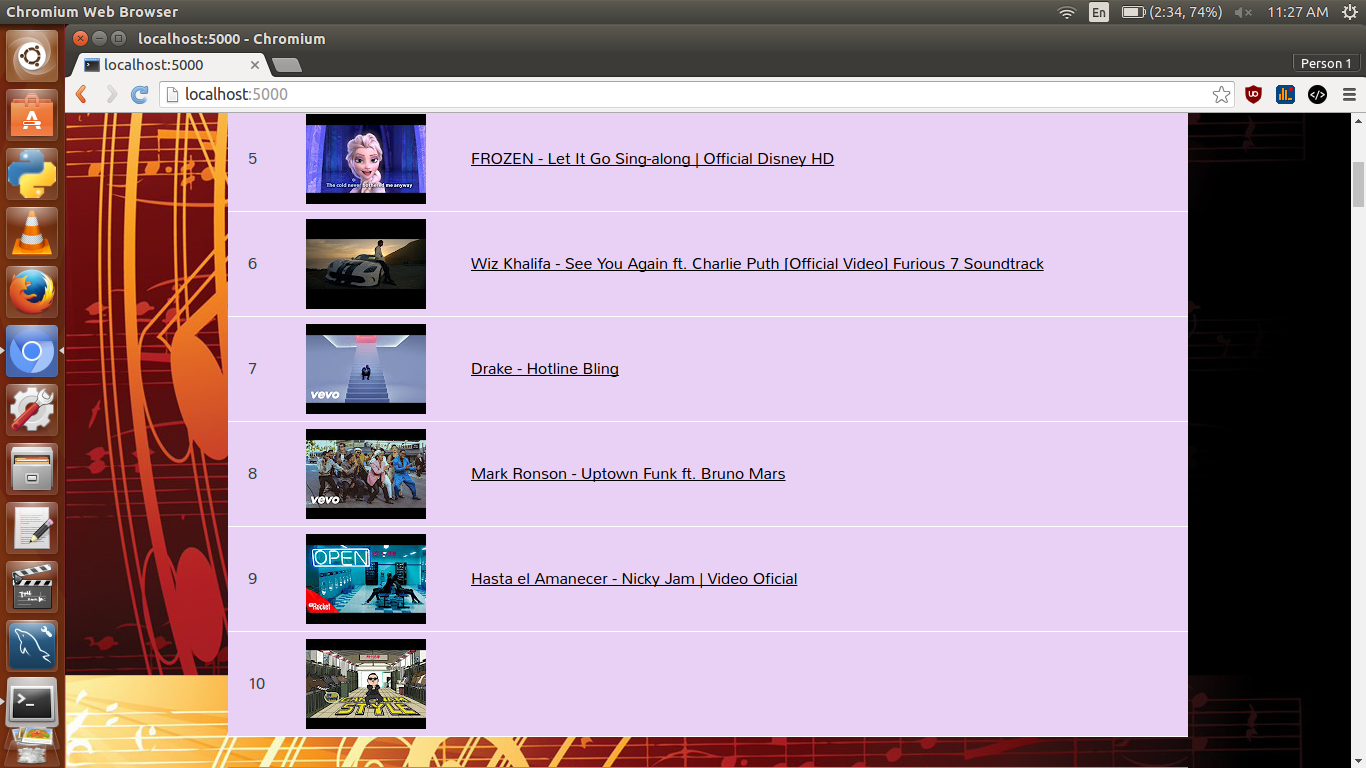 Chromium Web Browser
En
(2:34, 74%)
11:27 AM
localhost:5000 - Chromium
localhost:5000
Person 1
localhost:5000
5
The cold never bothered me anyway
FROZEN - Let It Go Sing-along | Official Disney HD
6
Wiz Khalifa - See You Again ft. Charlie Puth [Official Video] Furious 7 Soundtrack
7
vevo
Drake - Hotline Bling
8
vevo
Mark Ronson - Uptown Funk ft. Bruno Mars
9
OPEN
Hasta el Amanecer - Nicky Jam | Video Oficial
10
STYLE